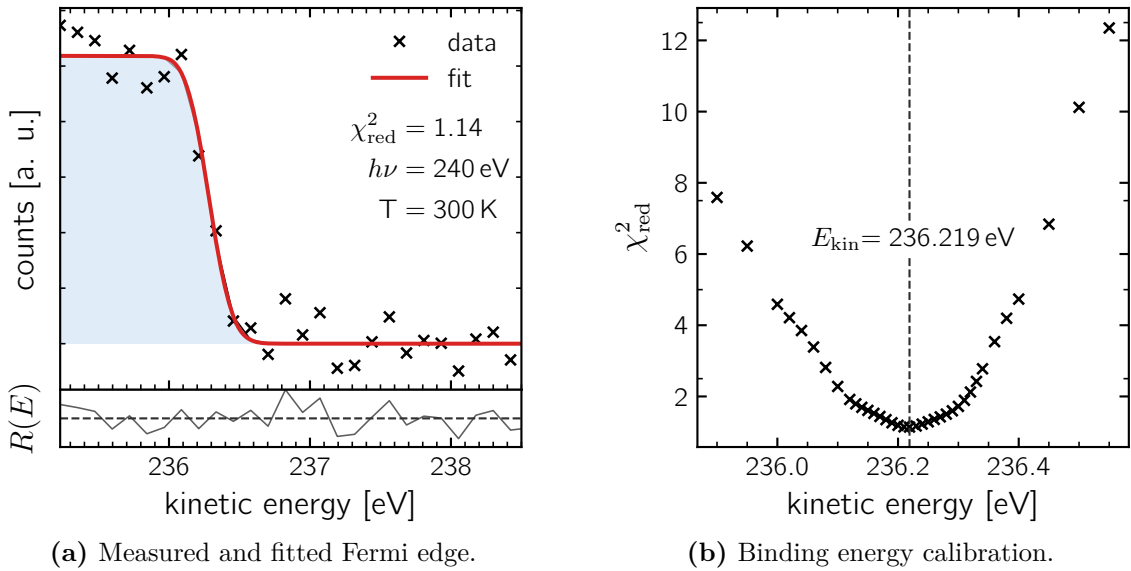 data
fit
χ²red = 1.14
hν = 240 eV
T = 300 K
counts [a. u.]
R(E)
236
237
238
kinetic energy [eV]
(a) Measured and fitted Fermi edge.
12
10
8
6
4
2
χ²red
Ekin = 236.219 eV
236.0
236.2
236.4
kinetic energy [eV]
(b) Binding energy calibration.